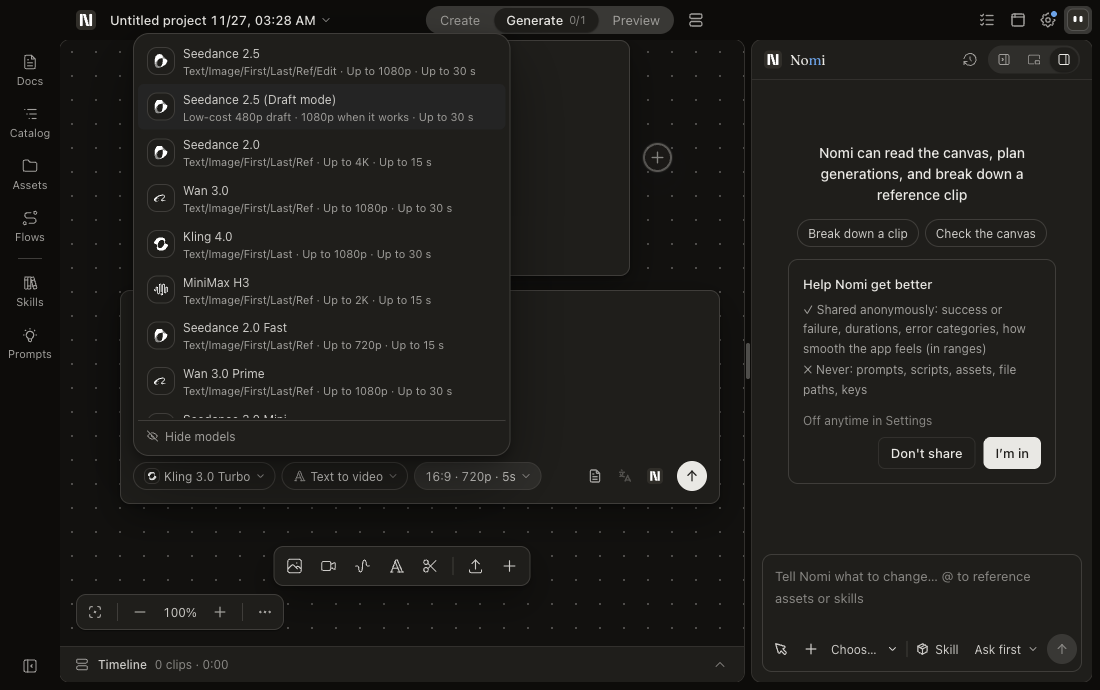 Untitled project 11/27, 03:28 AM
Create
Generate 0/1
Preview
Docs
Catalog
Assets
Flows
Skills
Prompts
Seedance 2.5
Text/Image/First/Last/Ref/Edit · Up to 1080p · Up to 30 s
Seedance 2.5 (Draft mode)
Low-cost 480p draft · 1080p when it works · Up to 30 s
Seedance 2.0
Text/Image/First/Last/Ref · Up to 4K · Up to 15 s
Wan 3.0
Text/Image/First/Last/Ref · Up to 1080p · Up to 30 s
Kling 4.0
Text/Image/First/Last · Up to 1080p · Up to 30 s
MiniMax H3
Text/Image/First/Last/Ref · Up to 2K · Up to 15 s
Seedance 2.0 Fast
Text/Image/First/Last/Ref · Up to 720p · Up to 15 s
Wan 3.0 Prime
Text/Image/First/Last/Ref · Up to 1080p · Up to 30 s
Hide models
Kling 3.0 Turbo
Text to video
16:9 · 720p · 5s
100%
Timeline 0 clips · 0:00
Nomi
Nomi can read the canvas, plan
generations, and break down a
reference clip
Break down a clip
Check the canvas
Help Nomi get better
✓ Shared anonymously: success or
failure, durations, error categories, how
smooth the app feels (in ranges)
✕ Never: prompts, scripts, assets, file
paths, keys
Off anytime in Settings
Don't share
I'm in
Tell Nomi what to change... @ to reference
assets or skills
Choos...
Skill
Ask first